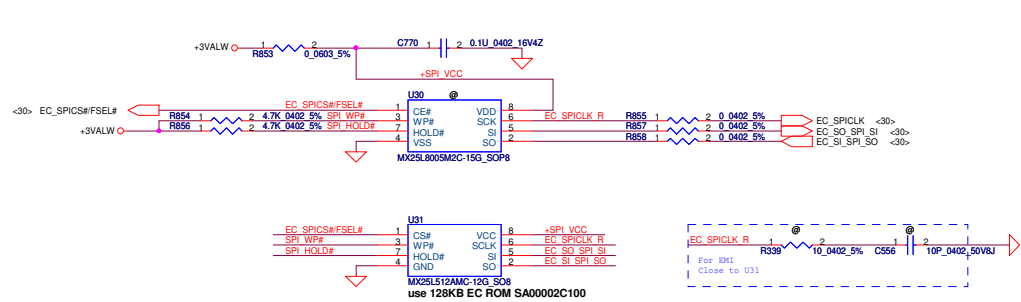 +3VALW 1 2 R853 0_0603_5%
C770 1 2 0.1U_0402_16V4Z
+SPI_VCC
U30 @
<30> EC_SPICS#/FSEL# EC_SPICS#/FSEL# 1 CE# VDD 8
R854 1 2 4.7K_0402_5% SPI_WP# 3 WP# SCK 6 EC_SPICLK_R R855 1 2 0_0402_5% EC_SPICLK <30>
+3VALW R856 1 2 4.7K_0402_5% SPI_HOLD# 7 HOLD# SI 5 R857 1 2 0_0402_5% EC_SO_SPI_SI <30>
4 VSS SO 2 R858 1 2 0_0402_5% EC_SI_SPI_SO <30>
MX25L8005M2C-15G_SOP8
U31
EC_SPICS#/FSEL# 1 CS# VCC 8 +SPI_VCC
SPI_WP# 3 WP# SCLK 6 EC_SPICLK_R
SPI_HOLD# 7 HOLD# SI 5 EC_SO_SPI_SI
4 GND SO 2 EC_SI_SPI_SO
MX25L512AMC-12G_SO8
use 128KB EC ROM SA00002C100
@ @
EC_SPICLK_R 1 2 1 2
R339 10_0402_5% C556 10P_0402_50V8J
For EMI
Close to U31